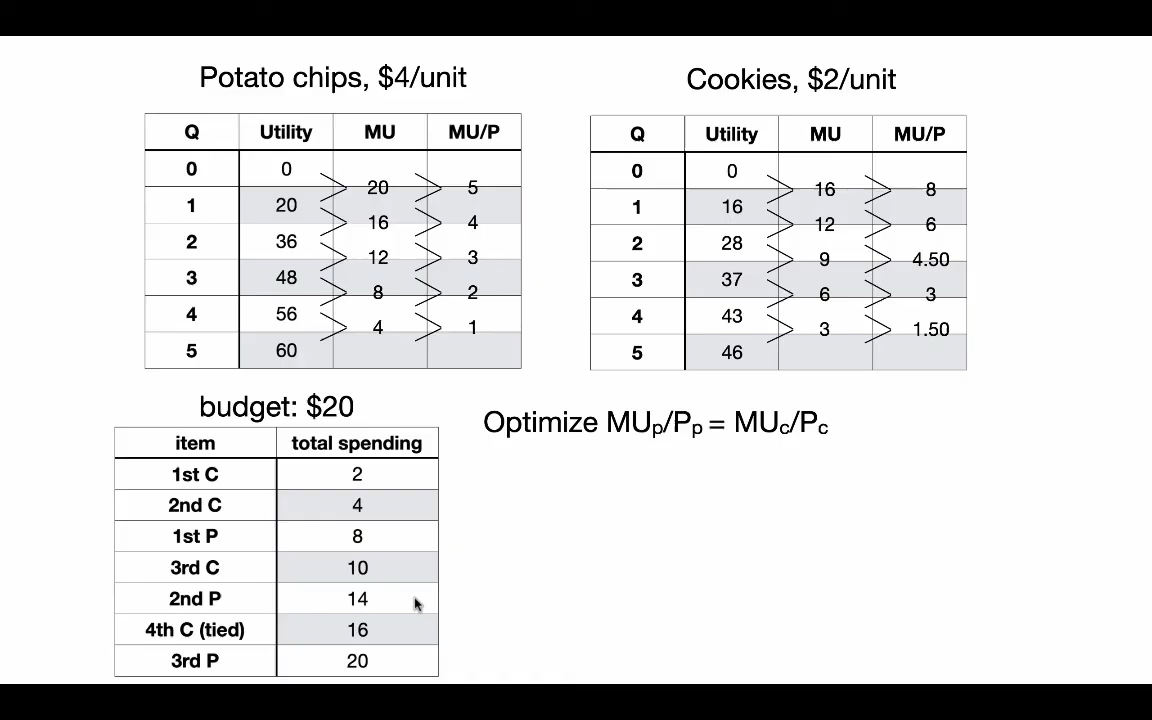 Potato chips, $4/unit
Q Utility MU MU/P
0 0
20 5
1 20
16 4
2 36
12 3
3 48
8 2
4 56
4 1
5 60
Cookies, $2/unit
Q Utility MU MU/P
0 0
16 8
1 16
12 6
2 28
9 4.50
3 37
6 3
4 43
3 1.50
5 46
budget: $20
item total spending
1st C 2
2nd C 4
1st P 8
3rd C 10
2nd P 14
4th C (tied) 16
3rd P 20
Optimize MUp/Pp = MUc/Pc